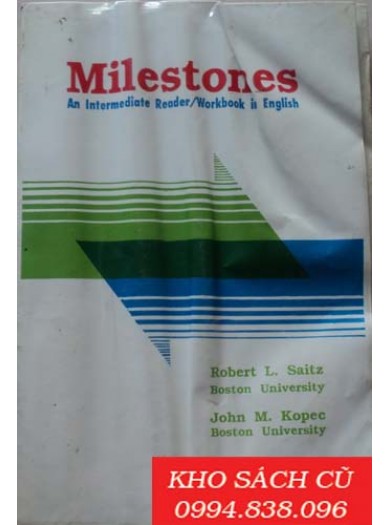 Milestones
An Intermediate Reader/Workbook in English
Robert L. Saitz
Boston University
John M. Kopec
Boston University
KHO SÁCH CŨ
0994.838.096